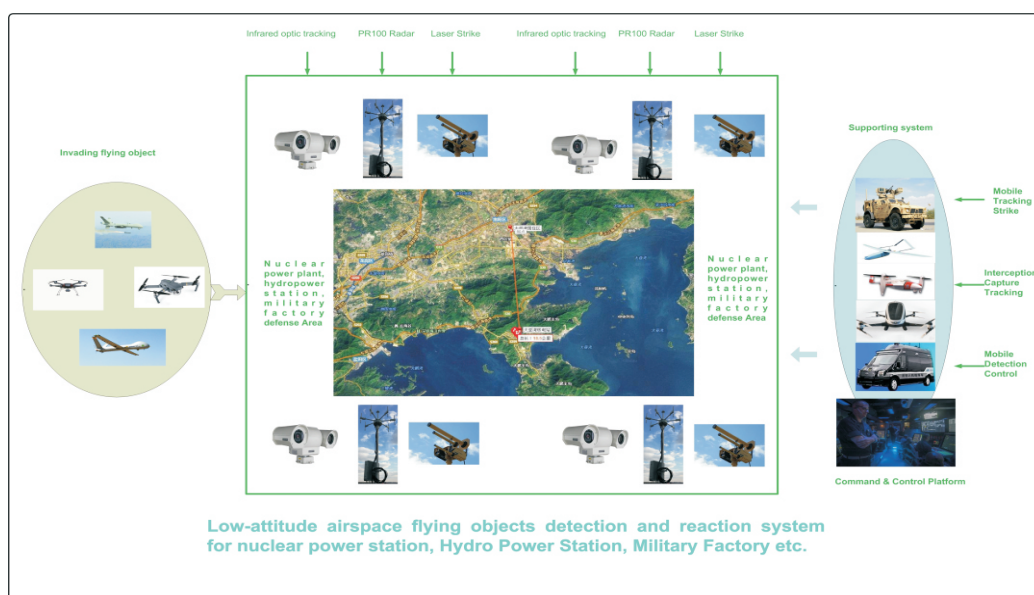 Infrared optic tracking
PR100 Radar
Laser Strike
Infrared optic tracking
PR100 Radar
Laser Strike
Invading flying object
Supporting system
Mobile
Tracking
Strike
Nuclear
power plant,
hydropower
station,
military
factory
defense Area
Nuclear
power plant,
hydropower
station,
military
factory
defense Area
Interception
Capture
Tracking
Mobile
Detection
Control
Command & Control Platform
Low-attitude airspace flying objects detection and reaction system
for nuclear power station, Hydro Power Station, Military Factory etc.